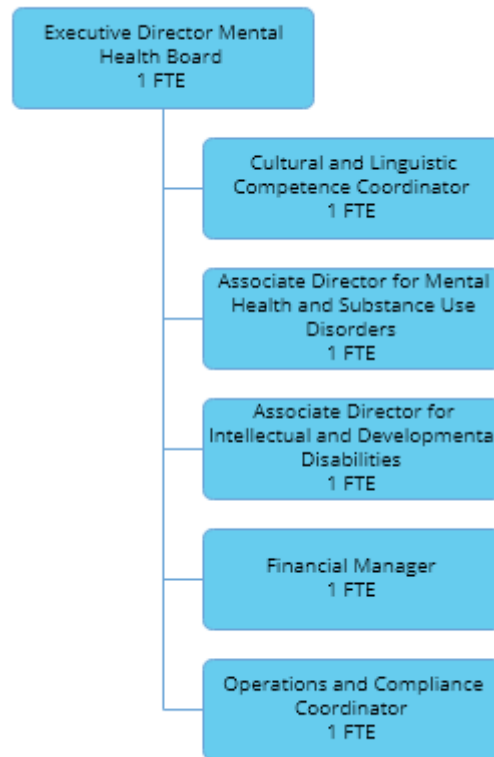 Executive Director Mental
Health Board
1 FTE
Cultural and Linguistic
Competence Coordinator
1 FTE
Associate Director for Mental
Health and Substance Use
Disorders
1 FTE
Associate Director for
Intellectual and Developmental
Disabilities
1 FTE
Financial Manager
1 FTE
Operations and Compliance
Coordinator
1 FTE